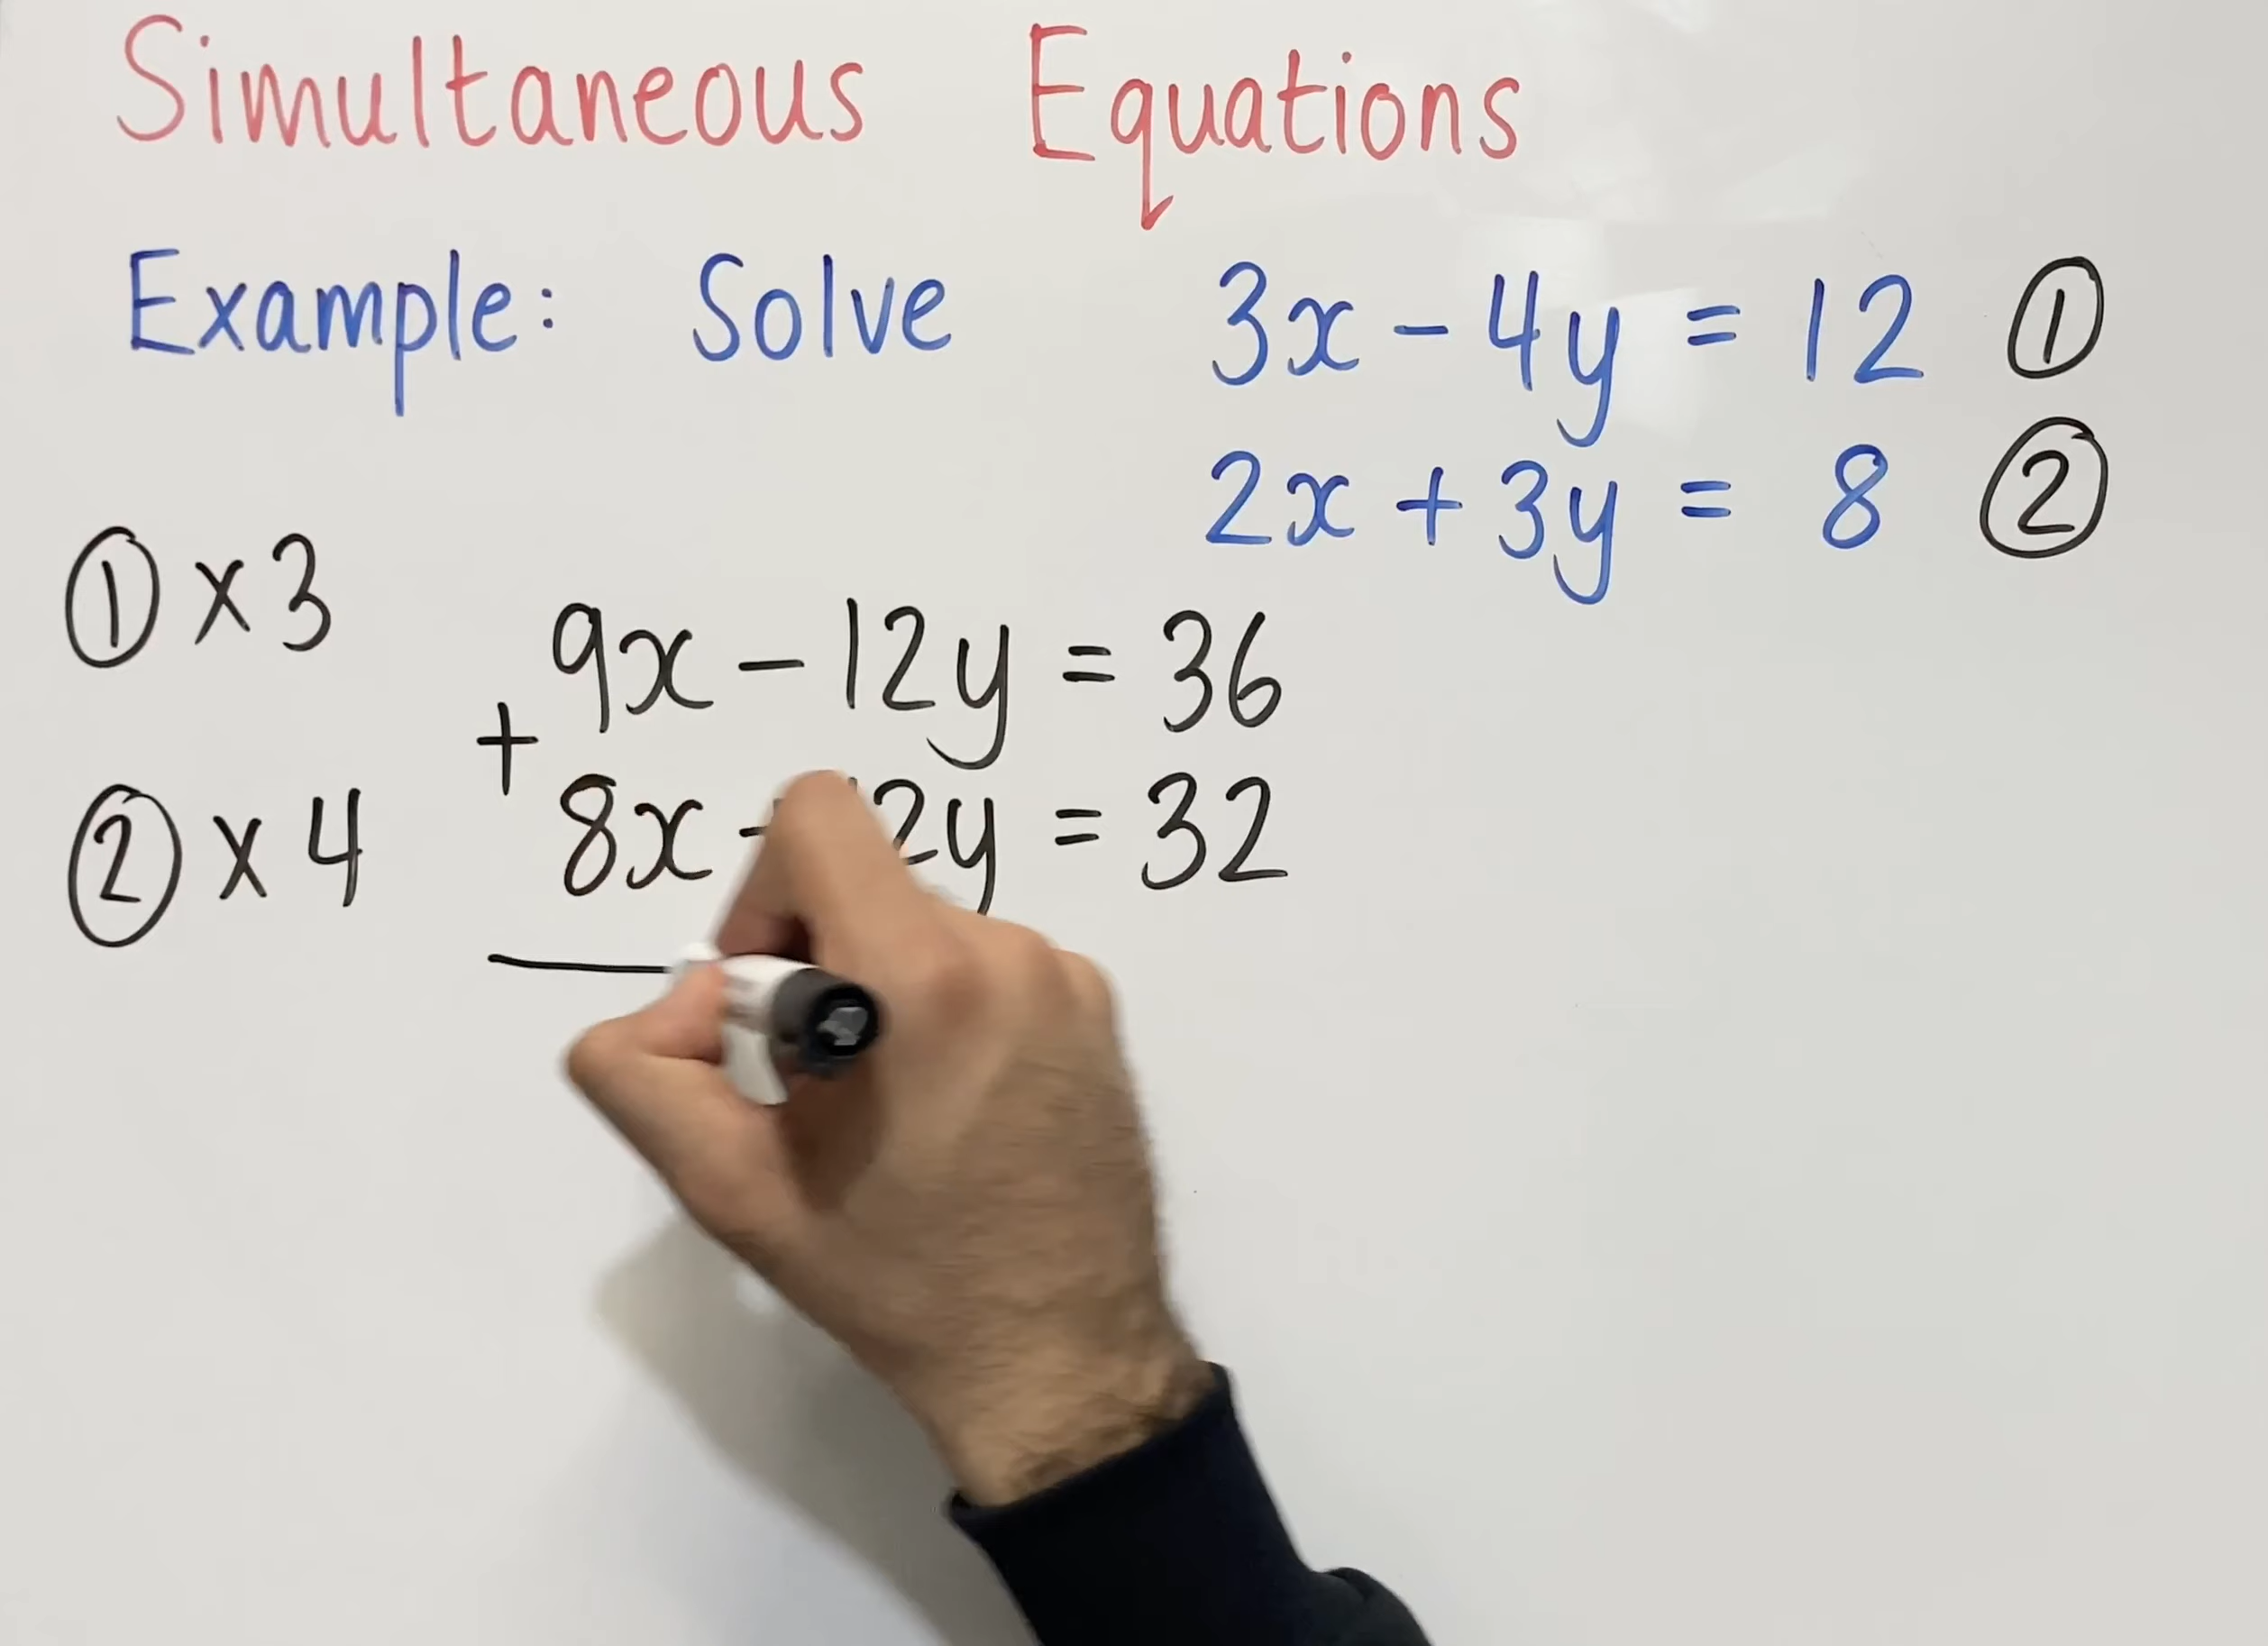 Simultaneous Equations
Example: Solve 3x - 4y = 12 ①
2x + 3y = 8 ②
① x 3 9x - 12y = 36
+
② x 4 8x + 12y = 32